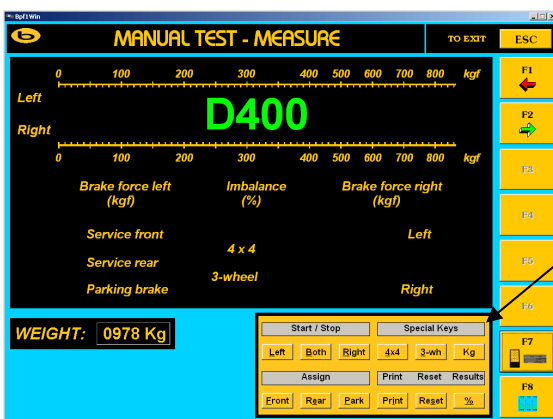 Bpf1Win
MANUAL TEST - MEASURE
TO EXIT
ESC
0 100 200 300 400 500 600 700 800 kgf
Left
D400
Right
0 100 200 300 400 500 600 700 800 kgf
Brake force left Imbalance Brake force right
(kgf) (%) (kgf)
Service front Left
4 x 4
Service rear
3-wheel
Parking brake Right
F1
F2
F3
F4
F5
F6
F7
F8
WEIGHT: 0978 Kg
Start / Stop Special Keys
Left Both Right 4x4 3-wh Kg
Assign Print Reset Results
Front Rear Park Print Reset %